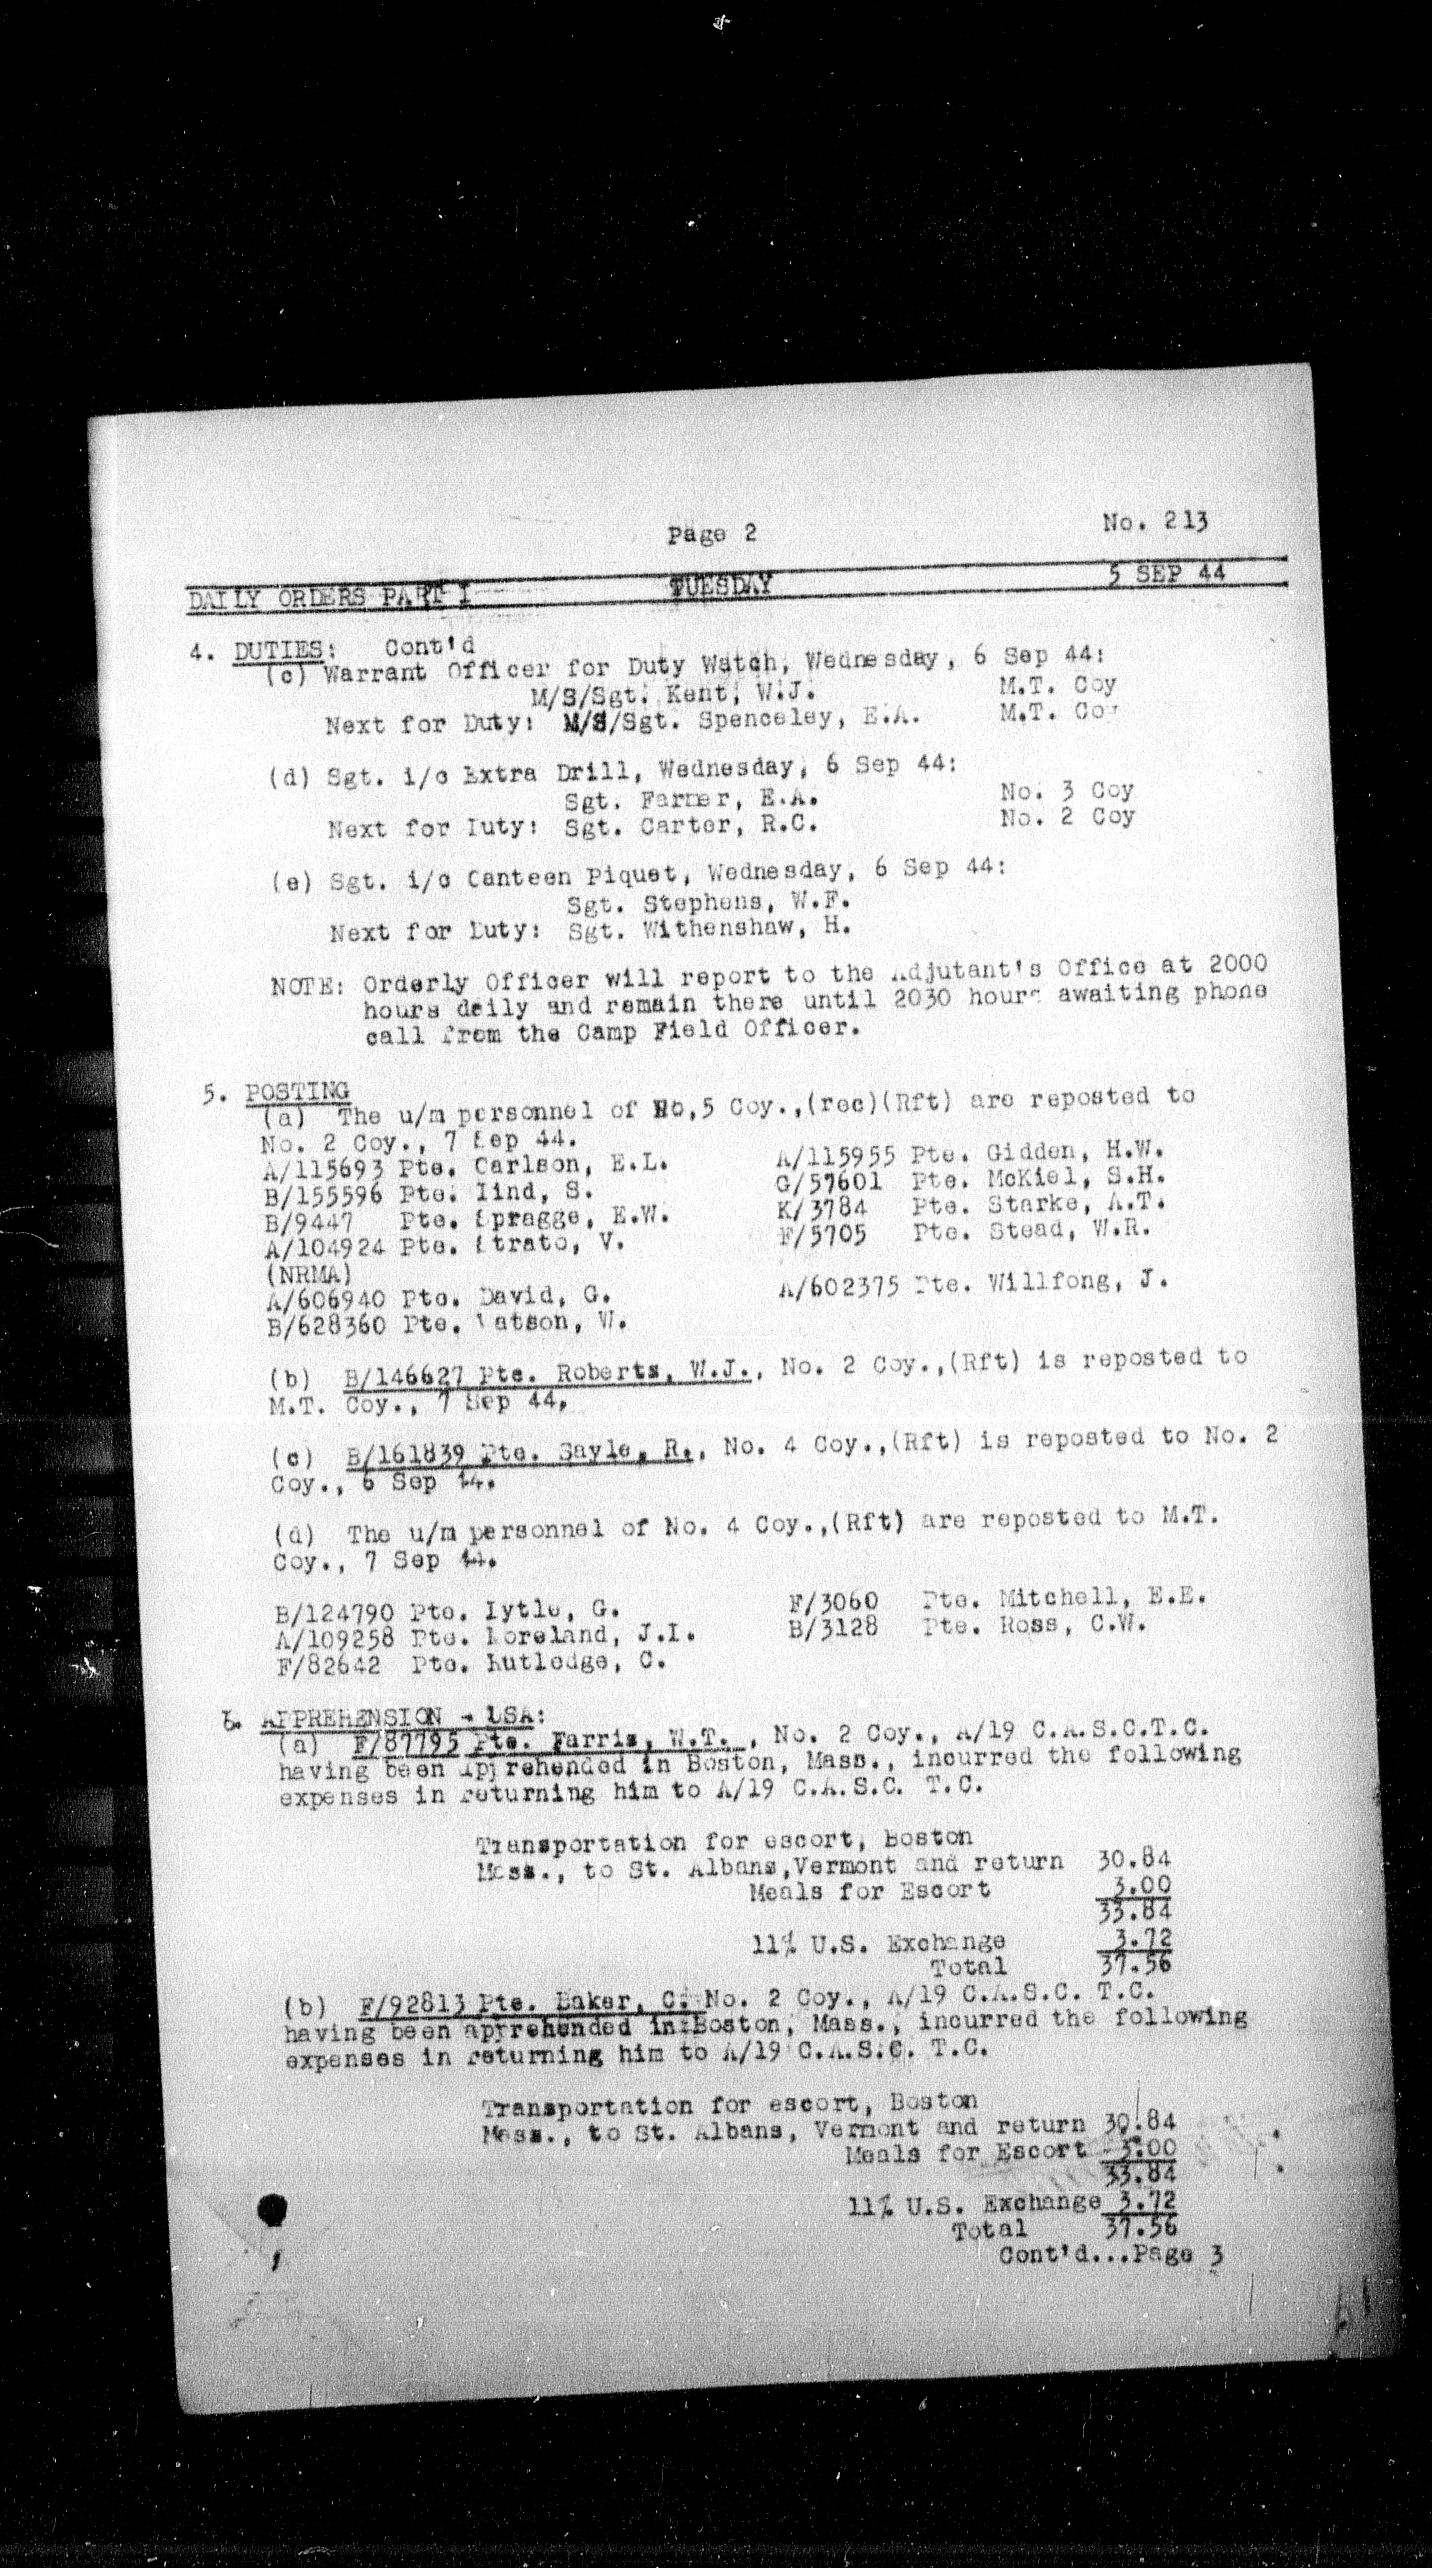 Page 2
No. 213
DAILY ORDERS PART I TUESDAY 5 SEP 44
4. DUTIES: Cont'd
(c) Warrant Officer for Duty Watch, Wednesday, 6 Sep 44:
M/S/Sgt. Kent, W.J. M.T. Coy
Next for Duty: M/S/Sgt. Spenceley, E.A. M.T. Coy
(d) Sgt. i/c Extra Drill, Wednesday, 6 Sep 44:
Sgt. Farmer, E.A. No. 3 Coy
Next for Duty: Sgt. Carter, R.C. No. 2 Coy
(e) Sgt. i/c Canteen Piquet, Wednesday, 6 Sep 44:
Sgt. Stephens, W.F.
Next for Duty: Sgt. Withenshaw, H.
NOTE: Orderly Officer will report to the Adjutant's Office at 2000
hours daily and remain there until 2030 hours awaiting phone
call from the Camp Field Officer.
5. POSTING
(a) The u/m personnel of No.5 Coy.,(rec)(Rft) are reposted to
No. 2 Coy., 7 Sep 44.
A/115693 Pte. Carlson, E.L. A/115955 Pte. Gidden, H.W.
B/155596 Pte. Lind, S. G/57601 Pte. McKiel, S.H.
B/9447 Pte. Spragge, E.W. K/3784 Pte. Starke, A.T.
A/104924 Pte. Strato, V. F/5705 Pte. Stead, W.R.
(NRMA)
A/606940 Pte. David, G. A/602375 Pte. Willfong, J.
B/628360 Pte. Watson, W.
(b) B/146627 Pte. Roberts, W.J., No. 2 Coy.,(Rft) is reposted to
M.T. Coy., 7 Sep 44.
(c) B/161839 Pte. Sayle, R., No. 4 Coy.,(Rft) is reposted to No. 2
Coy., 6 Sep 44.
(d) The u/m personnel of No. 4 Coy.,(Rft) are reposted to M.T.
Coy., 7 Sep 44.
B/124790 Pte. Lytle, G. F/3060 Pte. Mitchell, E.E.
A/109258 Pte. Moreland, J.I. B/3128 Pte. Ross, C.W.
F/82642 Pte. Rutledge, C.
6. APPREHENSION - USA:
(a) F/87795 Pte. Farris, W.T., No. 2 Coy., A/19 C.A.S.C.T.C.
having been apprehended in Boston, Mass., incurred the following
expenses in returning him to A/19 C.A.S.C. T.C.
Transportation for escort, Boston
Mass., to St. Albans,Vermont and return 30.84
Meals for Escort 3.00
33.84
11% U.S. Exchange 3.72
Total 37.56
(b) F/92813 Pte. Baker, C. No. 2 Coy., A/19 C.A.S.C. T.C.
having been apprehended in Boston, Mass., incurred the following
expenses in returning him to A/19 C.A.S.C. T.C.
Transportation for escort, Boston
Mass., to St. Albans, Vermont and return 30.84
Meals for Escort 3.00
33.84
11% U.S. Exchange 3.72
Total 37.56
Cont'd...Page 3